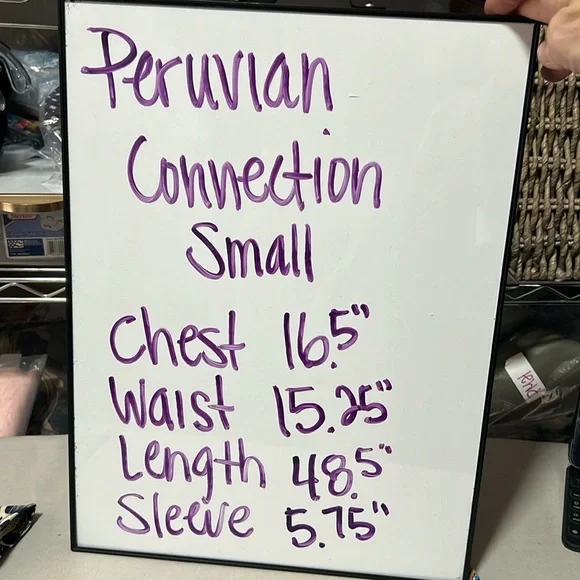 Peruvian
Connection
Small
Chest 16.5"
Waist 15.25"
Length 48.5"
Sleeve 5.75"